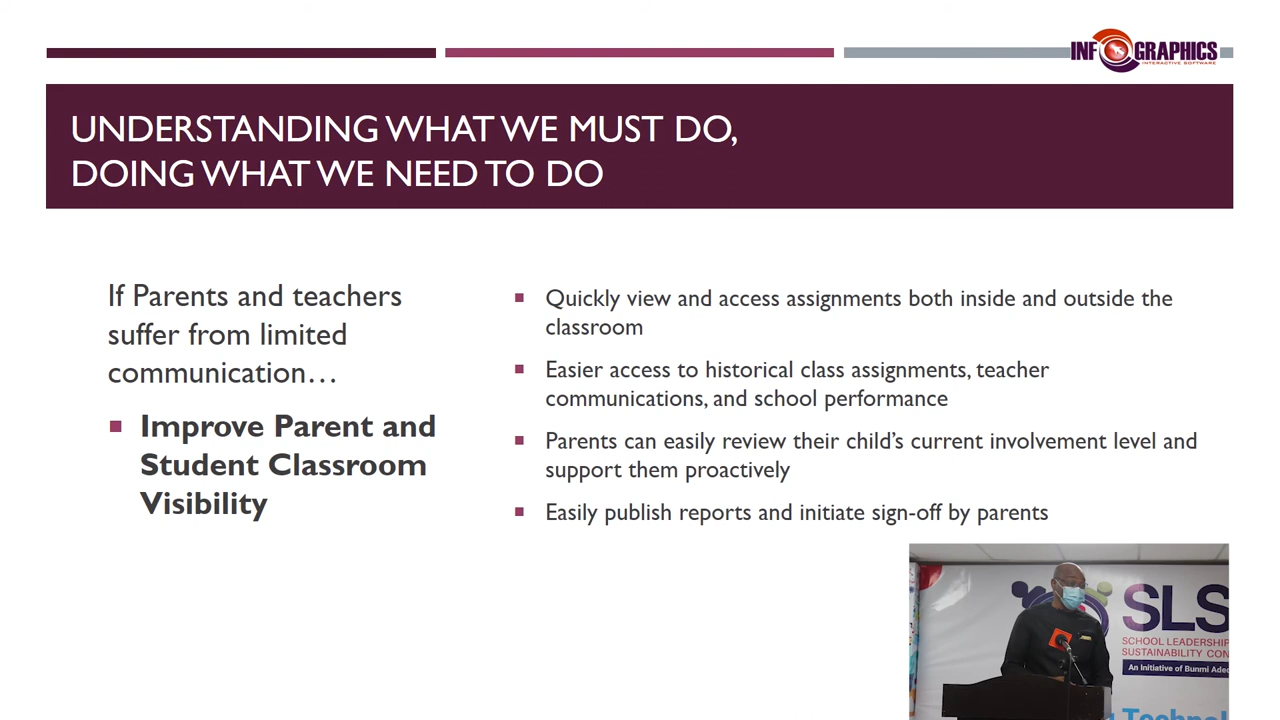 INFOGRAPHICS
INTERACTIVE SOFTWARE
UNDERSTANDING WHAT WE MUST DO,
DOING WHAT WE NEED TO DO
If Parents and teachers
suffer from limited
communication…
Improve Parent and
Student Classroom
Visibility
Quickly view and access assignments both inside and outside the
classroom
Easier access to historical class assignments, teacher
communications, and school performance
Parents can easily review their child’s current involvement level and
support them proactively
Easily publish reports and initiate sign-off by parents
SLS
SCHOOL LEADERSHIP
SUSTAINABILITY CON
An Initiative of Bunmi Adeo
Technol